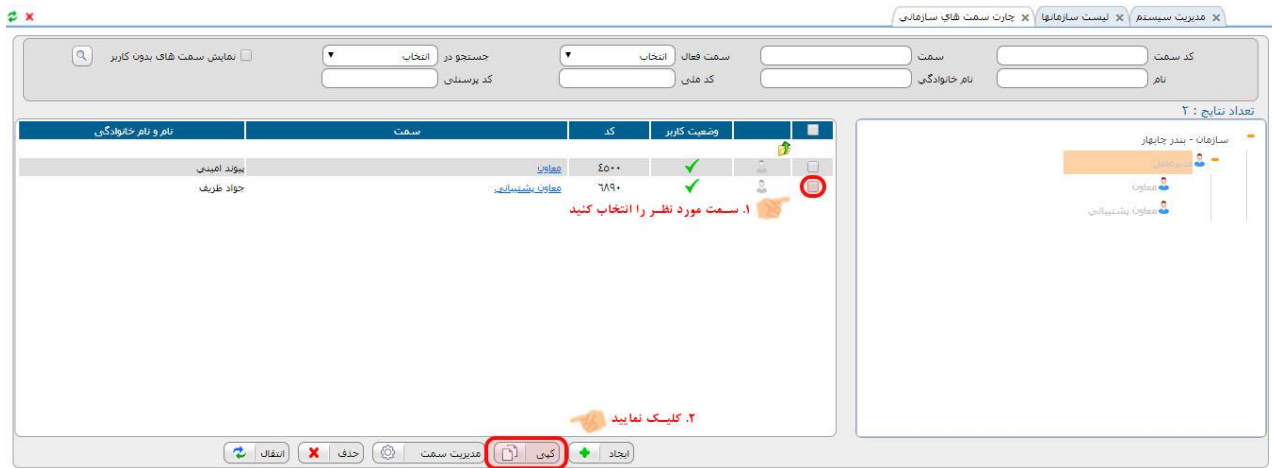 مدیریت سیستم
لیست سازمانها
چارت سمت های سازمانی
کد سمت
سمت
سمت فعال
انتخاب
جستجو در
انتخاب
نمایش سمت های بدون کاربر
نام
نام خانوادگی
کد ملی
کد پرسنلی
تعداد نتایج : ۲
سازمان - بندر چابهار
مدیرعامل
معاون
معاون پشتیبانی
وضعیت کاربر
کد
سمت
نام و نام خانوادگی
۴۵۰۰
معاون
پیوند امینی
۶۸۹۰
معاون پشتیبانی
جواد ظریف
۱. سمت مورد نظر را انتخاب کنید
۲. کلیک نمایید
ایجاد
کپی
مدیریت سمت
حذف
انتقال